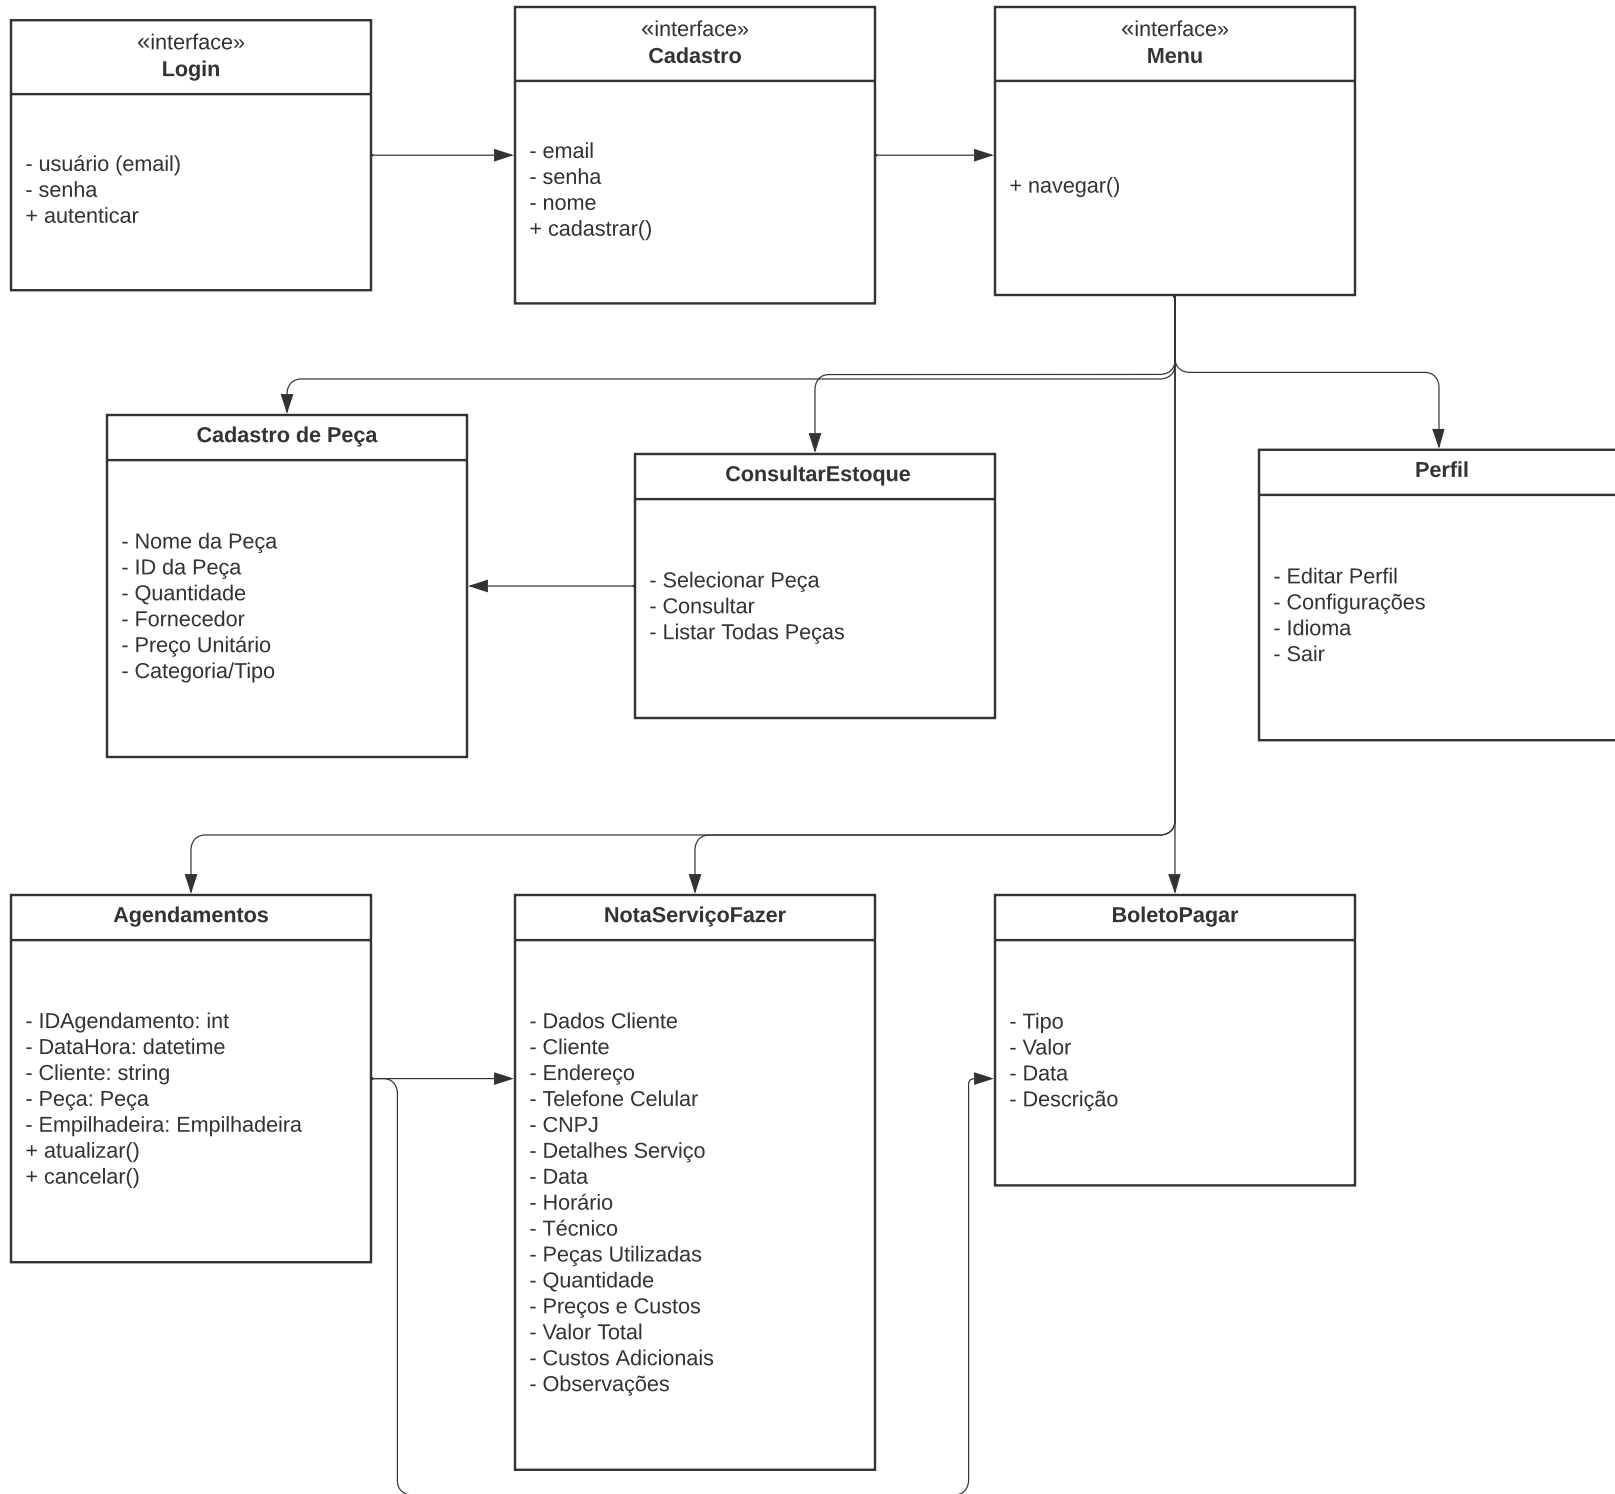 «interface»
Login
- usuário (email)
- senha
+ autenticar
«interface»
Cadastro
- email
- senha
- nome
+ cadastrar()
«interface»
Menu
+ navegar()
Cadastro de Peça
- Nome da Peça
- ID da Peça
- Quantidade
- Fornecedor
- Preço Unitário
- Categoria/Tipo
ConsultarEstoque
- Selecionar Peça
- Consultar
- Listar Todas Peças
Perfil
- Editar Perfil
- Configurações
- Idioma
- Sair
Agendamentos
- IDAgendamento: int
- DataHora: datetime
- Cliente: string
- Peça: Peça
- Empilhadeira: Empilhadeira
+ atualizar()
+ cancelar()
NotaServiçoFazer
- Dados Cliente
- Cliente
- Endereço
- Telefone Celular
- CNPJ
- Detalhes Serviço
- Data
- Horário
- Técnico
- Peças Utilizadas
- Quantidade
- Preços e Custos
- Valor Total
- Custos Adicionais
- Observações
BoletoPagar
- Tipo
- Valor
- Data
- Descrição